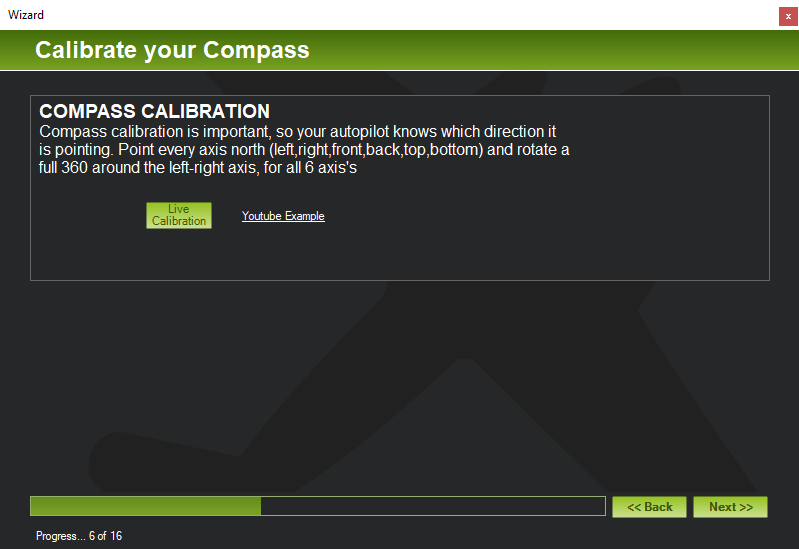 Wizard
x
Calibrate your Compass
COMPASS CALIBRATION
Compass calibration is important, so your autopilot knows which direction it
is pointing. Point every axis north (left,right,front,back,top,bottom) and rotate a
full 360 around the left-right axis, for all 6 axis's
Live
Calibration
Youtube Example
<< Back
Next >>
Progress... 6 of 16